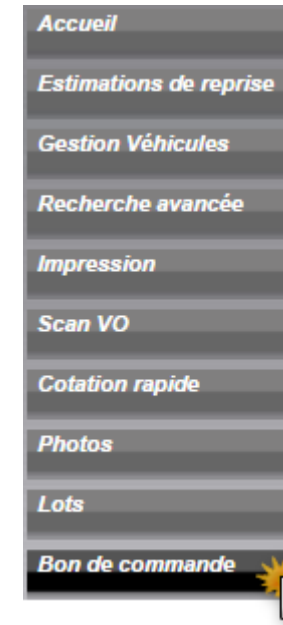 Accueil
Estimations de reprise
Gestion Véhicules
Recherche avancée
Impression
Scan VO
Cotation rapide
Photos
Lots
Bon de commande